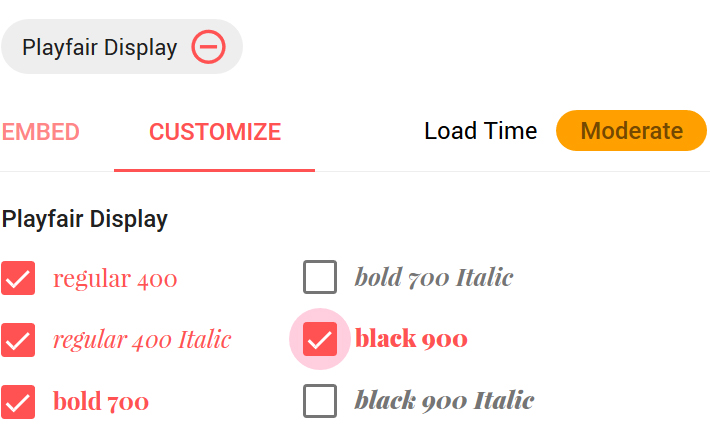 Playfair Display
EMBED CUSTOMIZE Load Time Moderate
Playfair Display
regular 400 bold 700 Italic
regular 400 Italic black 900
bold 700 black 900 Italic